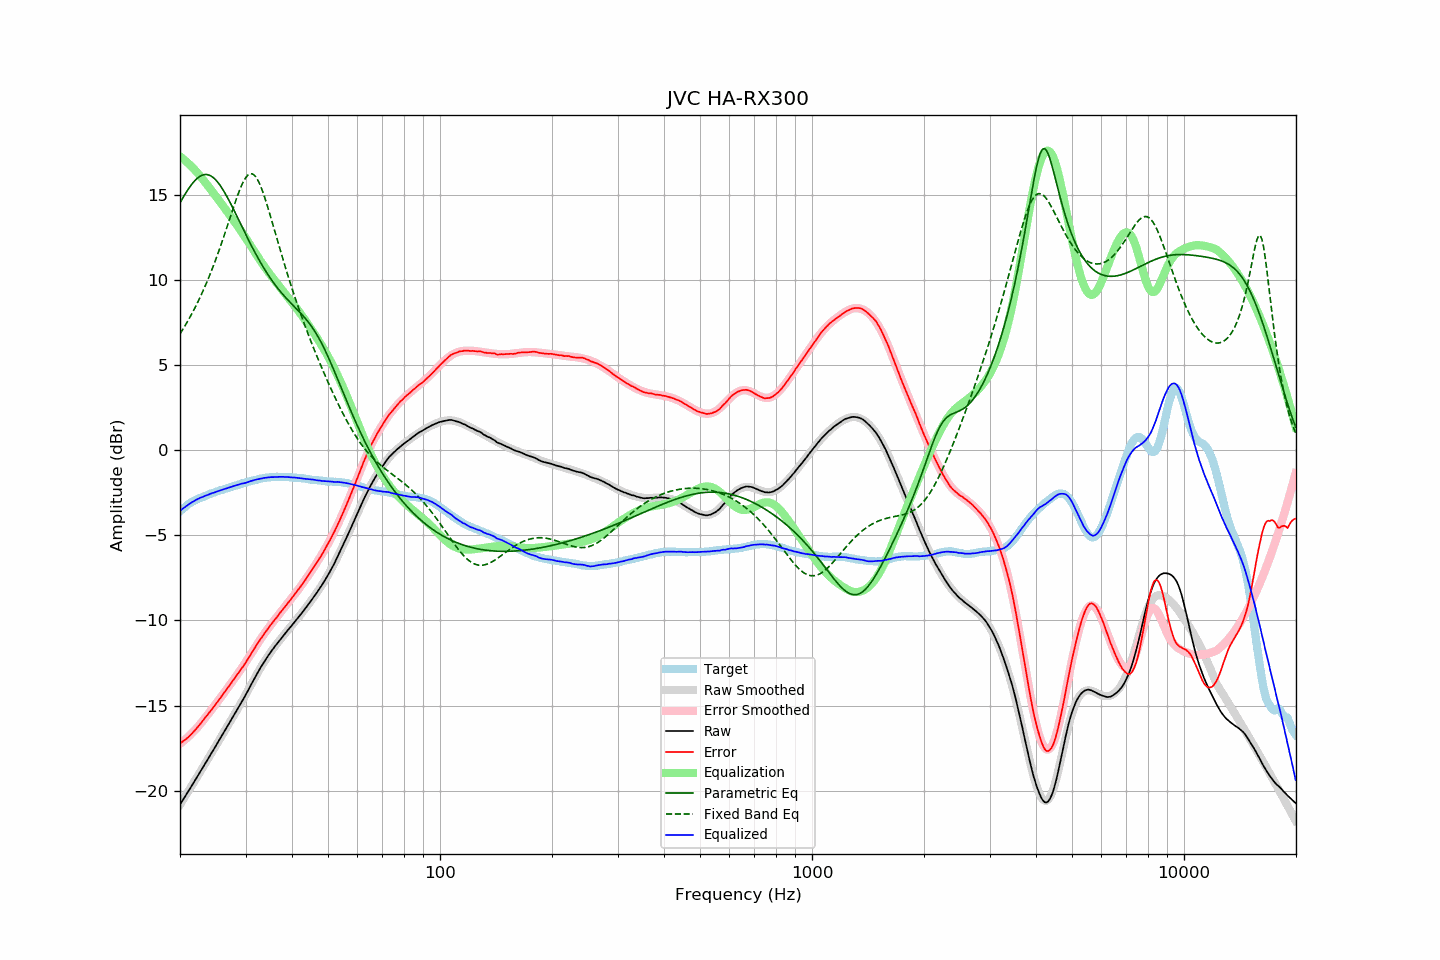 JVC HA-RX300
15
10
5
0
−5
−10
−15
−20
Amplitude (dBr)
Target
Raw Smoothed
Error Smoothed
Raw
Error
Equalization
Parametric Eq
Fixed Band Eq
Equalized
100
1000
10000
Frequency (Hz)